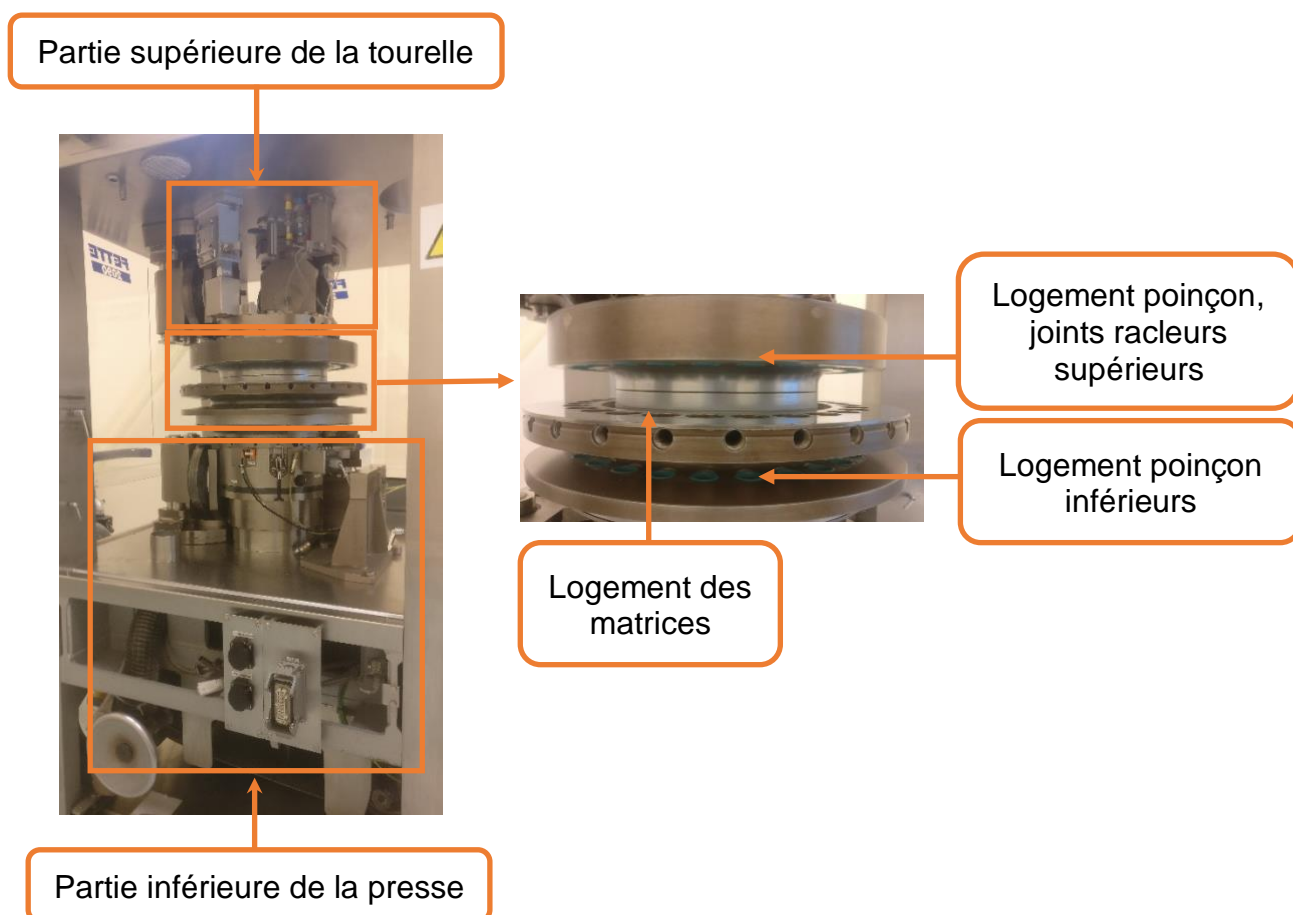 Partie supérieure de la tourelle
FETTE
2090
Logement poinçon,
joints racleurs
supérieurs
Logement poinçon
inférieurs
Logement des
matrices
Partie inférieure de la presse